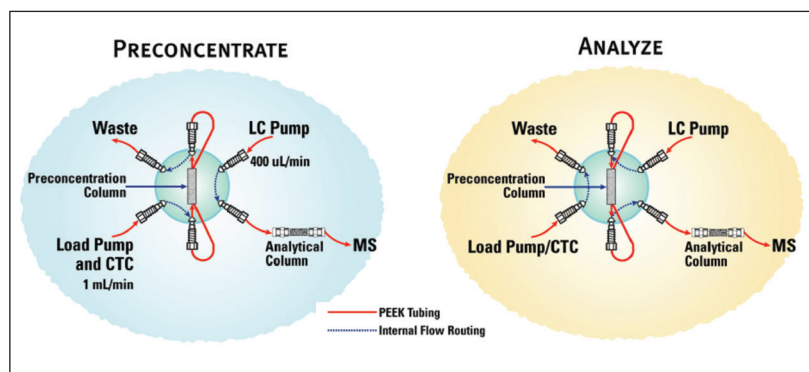 PRECONCENTRATE
Waste
LC Pump
400 uL/min
Preconcentration
Column
Load Pump
and CTC
1 mL/min
Analytical
Column
MS
ANALYZE
Waste
LC Pump
Preconcentration
Column
Load Pump/CTC
Analytical
Column
MS
PEEK Tubing
Internal Flow Routing